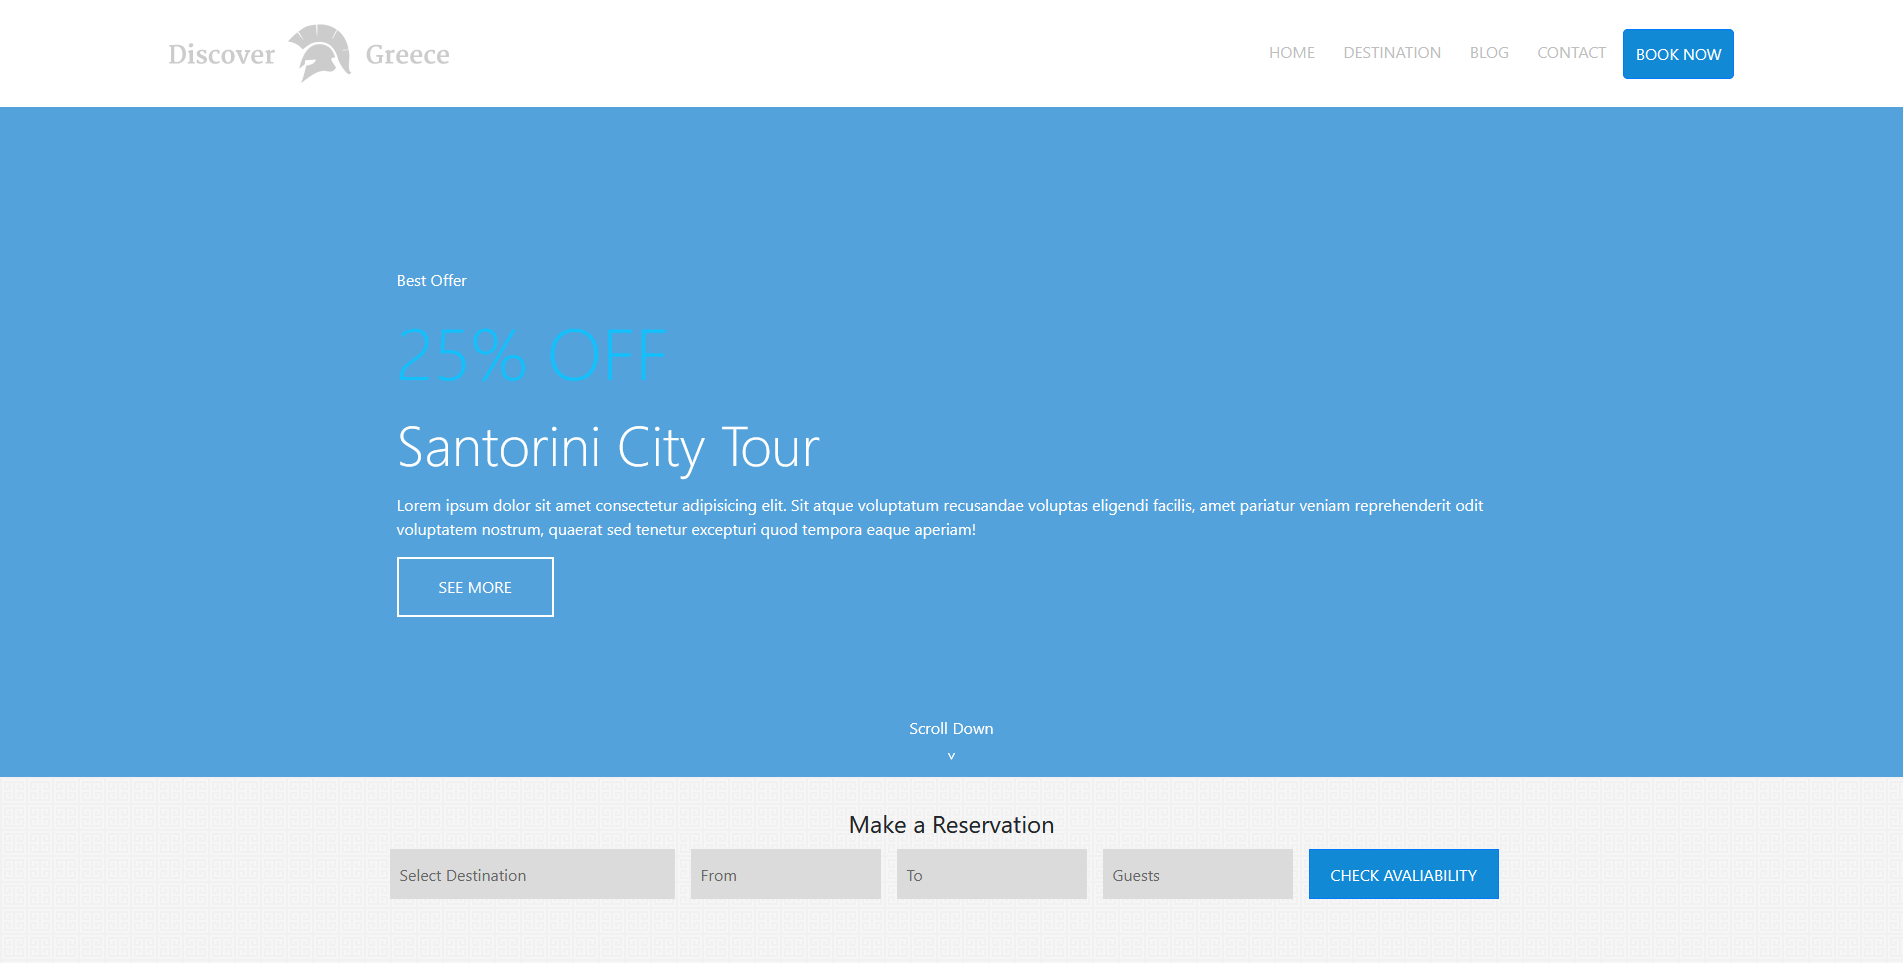 Discover Greece
HOME DESTINATION BLOG CONTACT BOOK NOW
Best Offer
25% OFF
Santorini City Tour
Lorem ipsum dolor sit amet consectetur adipisicing elit. Sit atque voluptatum recusandae voluptas eligendi facilis, amet pariatur veniam reprehenderit odit
voluptatem nostrum, quaerat sed tenetur excepturi quod tempora eaque aperiam!
SEE MORE
Scroll Down
v
Make a Reservation
Select Destination From To Guests CHECK AVALIABILITY